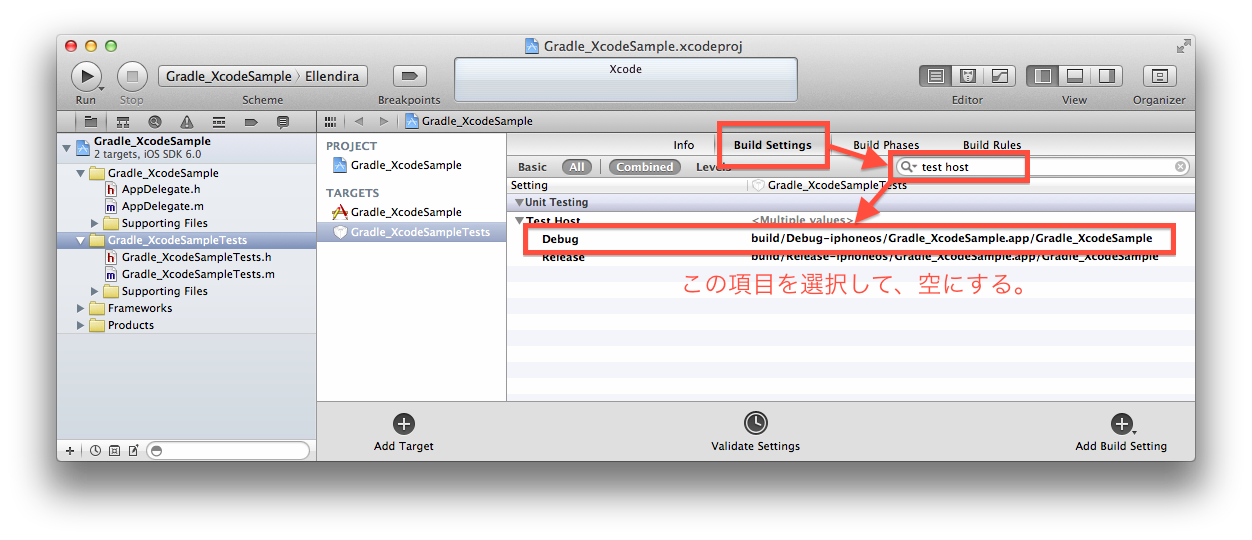 Gradle_XcodeSample.xcodeproj
Run
Stop
Gradle_XcodeSample 〉 Ellendira
Scheme
Breakpoints
Xcode
Editor
View
Organizer
Gradle_XcodeSample
2 targets, iOS SDK 6.0
Gradle_XcodeSample
AppDelegate.h
AppDelegate.m
Supporting Files
Gradle_XcodeSampleTests
Gradle_XcodeSampleTests.h
Gradle_XcodeSampleTests.m
Supporting Files
Frameworks
Products
Gradle_XcodeSample
PROJECT
Gradle_XcodeSample
TARGETS
Gradle_XcodeSample
Gradle_XcodeSampleTests
Info Build Settings Build Phases Build Rules
Basic All Combined Levels test host
Setting Gradle_XcodeSampleTests
Unit Testing
Test Host <Multiple values>
Debug build/Debug-iphoneos/Gradle_XcodeSample.app/Gradle_XcodeSample
Release build/Release-iphoneos/Gradle_XcodeSample.app/Gradle_XcodeSample
この項目を選択して、空にする。
Add Target Validate Settings Add Build Setting